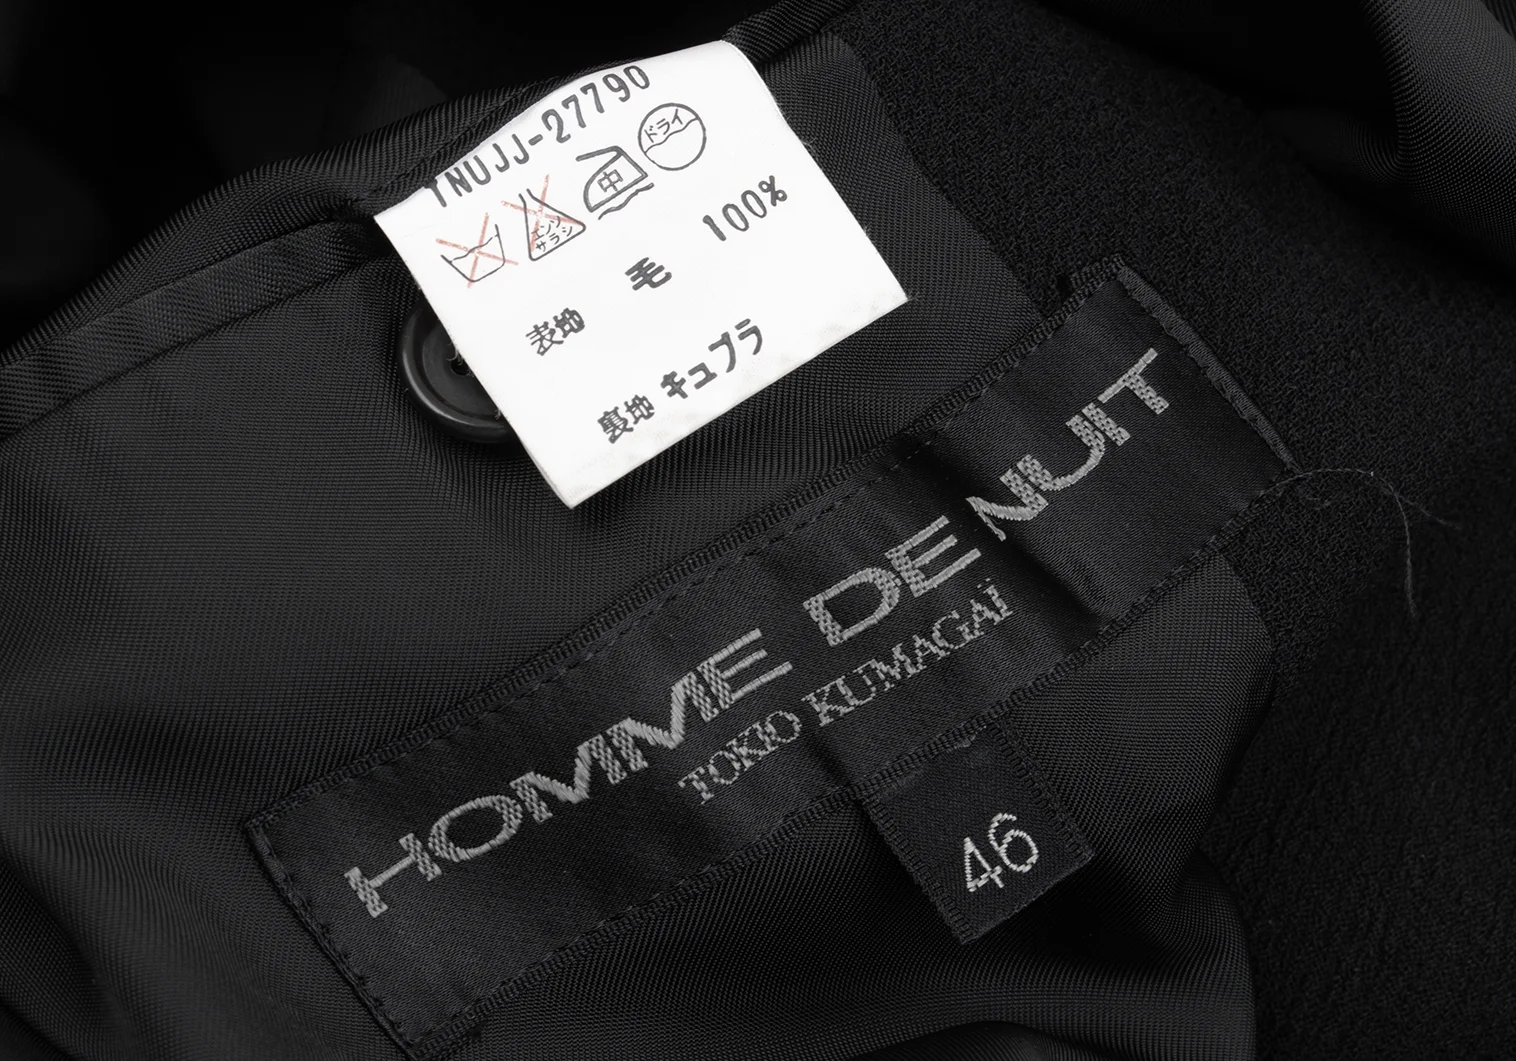 TNUJJ-27790
エンソ
サラシ
中
ドライ
表地 毛 100%
裏地 キュプラ
HOMME DE NUIT
TOKIO KUMAGAÏ
46